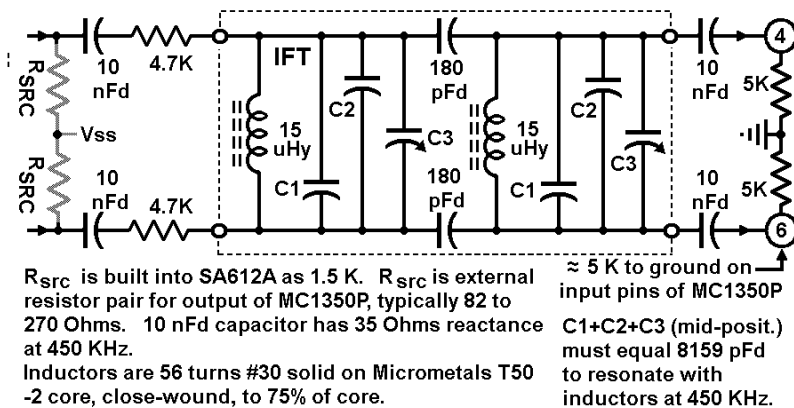 IFT
10
nFd
4.7K
180
pFd
10
nFd
4
RSRC
C2
C2
5K
Vss
15
uHy
C3
15
uHy
C3
RSRC
C1
180
pFd
C1
5K
10
nFd
4.7K
10
nFd
6
Rsrc is built into SA612A as 1.5 K. Rsrc is external
resistor pair for output of MC1350P, typically 82 to
270 Ohms. 10 nFd capacitor has 35 Ohms reactance
at 450 KHz.
Inductors are 56 turns #30 solid on Micrometals T50
-2 core, close-wound, to 75% of core.
≈ 5 K to ground on
input pins of MC1350P
C1+C2+C3 (mid-posit.)
must equal 8159 pFd
to resonate with
inductors at 450 KHz.